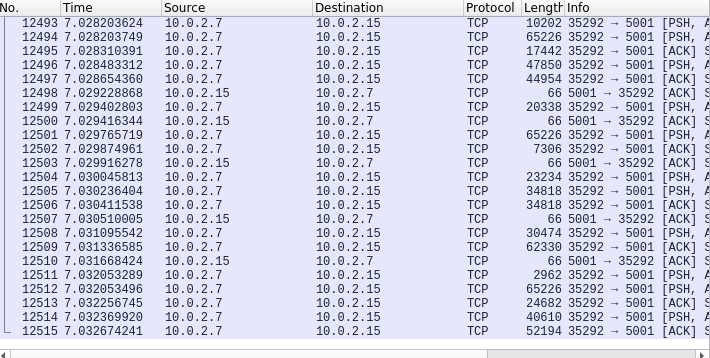 No. Time Source Destination Protocol Length Info
12493 7.028203624 10.0.2.7 10.0.2.15 TCP 10202 35292 → 5001 [PSH, A
12494 7.028203749 10.0.2.7 10.0.2.15 TCP 65226 35292 → 5001 [PSH, A
12495 7.028310391 10.0.2.7 10.0.2.15 TCP 17442 35292 → 5001 [ACK] S
12496 7.028483312 10.0.2.7 10.0.2.15 TCP 47850 35292 → 5001 [PSH, A
12497 7.028654360 10.0.2.7 10.0.2.15 TCP 44954 35292 → 5001 [ACK] S
12498 7.029228868 10.0.2.15 10.0.2.7 TCP 66 5001 → 35292 [ACK] S
12499 7.029402803 10.0.2.7 10.0.2.15 TCP 20338 35292 → 5001 [PSH, A
12500 7.029416344 10.0.2.15 10.0.2.7 TCP 66 5001 → 35292 [ACK] S
12501 7.029765719 10.0.2.7 10.0.2.15 TCP 65226 35292 → 5001 [PSH, A
12502 7.029874961 10.0.2.7 10.0.2.15 TCP 7306 35292 → 5001 [ACK] S
12503 7.029916278 10.0.2.15 10.0.2.7 TCP 66 5001 → 35292 [ACK] S
12504 7.030045813 10.0.2.7 10.0.2.15 TCP 23234 35292 → 5001 [PSH, A
12505 7.030236404 10.0.2.7 10.0.2.15 TCP 34818 35292 → 5001 [ACK] S
12506 7.030411538 10.0.2.7 10.0.2.15 TCP 34818 35292 → 5001 [ACK] S
12507 7.030510005 10.0.2.15 10.0.2.7 TCP 66 5001 → 35292 [ACK] S
12508 7.031095542 10.0.2.7 10.0.2.15 TCP 30474 35292 → 5001 [PSH, A
12509 7.031336585 10.0.2.7 10.0.2.15 TCP 62330 35292 → 5001 [ACK] S
12510 7.031668424 10.0.2.15 10.0.2.7 TCP 66 5001 → 35292 [ACK] S
12511 7.032053289 10.0.2.7 10.0.2.15 TCP 2962 35292 → 5001 [PSH, A
12512 7.032053496 10.0.2.7 10.0.2.15 TCP 65226 35292 → 5001 [PSH, A
12513 7.032256745 10.0.2.7 10.0.2.15 TCP 24682 35292 → 5001 [ACK] S
12514 7.032369920 10.0.2.7 10.0.2.15 TCP 40610 35292 → 5001 [PSH, A
12515 7.032674241 10.0.2.7 10.0.2.15 TCP 52194 35292 → 5001 [ACK] S